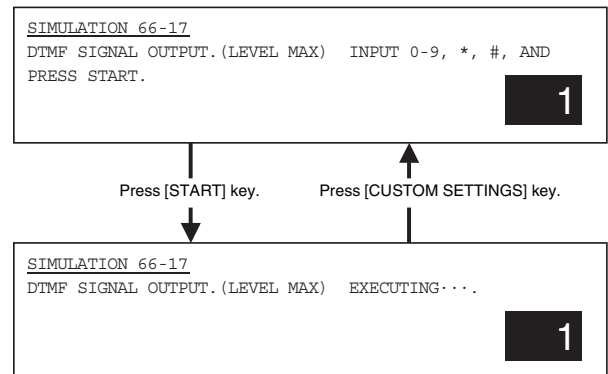 SIMULATION 66-17
DTMF SIGNAL OUTPUT.(LEVEL MAX) INPUT 0-9, *, #, AND
PRESS START.
1
Press [START] key. Press [CUSTOM SETTINGS] key.
SIMULATION 66-17
DTMF SIGNAL OUTPUT.(LEVEL MAX) EXECUTING···.
1